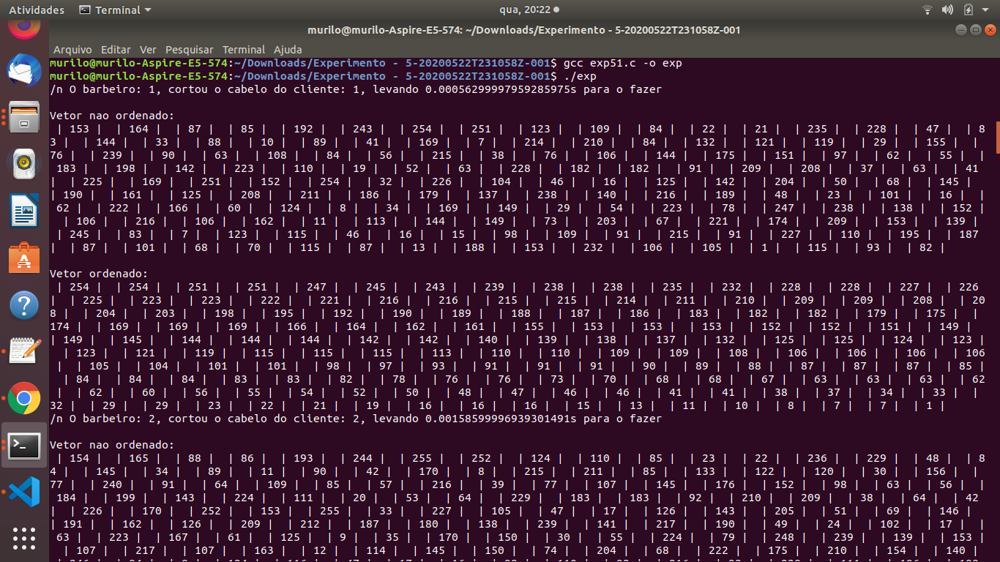 Atividades Terminal qua, 20:22
murilo@murilo-Aspire-E5-574: ~/Downloads/Experimento - 5-20200522T231058Z-001
Arquivo Editar Ver Pesquisar Terminal Ajuda
murilo@murilo-Aspire-E5-574:~/Downloads/Experimento - 5-20200522T231058Z-001$ gcc exp51.c -o exp
murilo@murilo-Aspire-E5-574:~/Downloads/Experimento - 5-20200522T231058Z-001$ ./exp
/n O barbeiro: 1, cortou o cabelo do cliente: 1, levando 0.00056299997959285975s para o fazer
Vetor nao ordenado:
| 153 | | 164 | | 87 | | 85 | | 192 | | 243 | | 254 | | 251 | | 123 | | 109 | | 84 | | 22 | | 21 | | 235 | | 228 | | 47 | | 8
3 | | 144 | | 33 | | 88 | | 10 | | 89 | | 41 | | 169 | | 7 | | 214 | | 210 | | 84 | | 132 | | 121 | | 119 | | 29 | | 155 | |
76 | | 239 | | 90 | | 63 | | 108 | | 84 | | 56 | | 215 | | 38 | | 76 | | 106 | | 144 | | 175 | | 151 | | 97 | | 62 | | 55 | |
183 | | 198 | | 142 | | 223 | | 110 | | 19 | | 52 | | 63 | | 228 | | 182 | | 182 | | 91 | | 209 | | 208 | | 37 | | 63 | | 41
| | 225 | | 169 | | 251 | | 152 | | 254 | | 32 | | 226 | | 104 | | 46 | | 16 | | 125 | | 142 | | 204 | | 50 | | 68 | | 145 |
| 190 | | 161 | | 125 | | 208 | | 211 | | 186 | | 179 | | 137 | | 238 | | 140 | | 216 | | 189 | | 48 | | 23 | | 101 | | 16 | |
62 | | 222 | | 166 | | 60 | | 124 | | 8 | | 34 | | 169 | | 149 | | 29 | | 54 | | 223 | | 78 | | 247 | | 238 | | 138 | | 152 |
| 106 | | 216 | | 106 | | 162 | | 11 | | 113 | | 144 | | 149 | | 73 | | 203 | | 67 | | 221 | | 174 | | 209 | | 153 | | 139 |
| 245 | | 83 | | 7 | | 123 | | 115 | | 46 | | 16 | | 15 | | 98 | | 109 | | 91 | | 215 | | 91 | | 227 | | 110 | | 195 | | 187
| | 87 | | 101 | | 68 | | 70 | | 115 | | 87 | | 13 | | 188 | | 153 | | 232 | | 106 | | 105 | | 1 | | 115 | | 93 | | 82 |
Vetor ordenado:
| 254 | | 254 | | 251 | | 251 | | 247 | | 245 | | 243 | | 239 | | 238 | | 238 | | 235 | | 232 | | 228 | | 228 | | 227 | | 226
| | 225 | | 223 | | 223 | | 222 | | 221 | | 216 | | 216 | | 215 | | 215 | | 214 | | 211 | | 210 | | 209 | | 209 | | 208 | | 20
8 | | 204 | | 203 | | 198 | | 195 | | 192 | | 190 | | 189 | | 188 | | 187 | | 186 | | 183 | | 182 | | 182 | | 179 | | 175 | |
174 | | 169 | | 169 | | 169 | | 166 | | 164 | | 162 | | 161 | | 155 | | 153 | | 153 | | 153 | | 152 | | 152 | | 151 | | 149 |
| 149 | | 145 | | 144 | | 144 | | 144 | | 142 | | 142 | | 140 | | 139 | | 138 | | 137 | | 132 | | 125 | | 125 | | 124 | | 123 |
| 123 | | 121 | | 119 | | 115 | | 115 | | 115 | | 113 | | 110 | | 110 | | 109 | | 109 | | 108 | | 106 | | 106 | | 106 | | 106
| | 105 | | 104 | | 101 | | 101 | | 98 | | 97 | | 93 | | 91 | | 91 | | 91 | | 90 | | 89 | | 88 | | 87 | | 87 | | 87 | | 85 |
| 84 | | 84 | | 84 | | 83 | | 83 | | 82 | | 78 | | 76 | | 76 | | 73 | | 70 | | 68 | | 68 | | 67 | | 63 | | 63 | | 63 | | 62
| | 62 | | 60 | | 56 | | 55 | | 54 | | 52 | | 50 | | 48 | | 47 | | 46 | | 46 | | 41 | | 41 | | 38 | | 37 | | 34 | | 33 | |
32 | | 29 | | 29 | | 23 | | 22 | | 21 | | 19 | | 16 | | 16 | | 16 | | 15 | | 13 | | 11 | | 10 | | 8 | | 7 | | 7 | | 1 |
/n O barbeiro: 2, cortou o cabelo do cliente: 2, levando 0.00158599996939301491s para o fazer
Vetor nao ordenado:
| 154 | | 165 | | 88 | | 86 | | 193 | | 244 | | 255 | | 252 | | 124 | | 110 | | 85 | | 23 | | 22 | | 236 | | 229 | | 48 | | 8
4 | | 145 | | 34 | | 89 | | 11 | | 90 | | 42 | | 170 | | 8 | | 215 | | 211 | | 85 | | 133 | | 122 | | 120 | | 30 | | 156 | |
77 | | 240 | | 91 | | 64 | | 109 | | 85 | | 57 | | 216 | | 39 | | 77 | | 107 | | 145 | | 176 | | 152 | | 98 | | 63 | | 56 | |
184 | | 199 | | 143 | | 224 | | 111 | | 20 | | 53 | | 64 | | 229 | | 183 | | 183 | | 92 | | 210 | | 209 | | 38 | | 64 | | 42
| | 226 | | 170 | | 252 | | 153 | | 255 | | 33 | | 227 | | 105 | | 47 | | 17 | | 126 | | 143 | | 205 | | 51 | | 69 | | 146 |
| 191 | | 162 | | 126 | | 209 | | 212 | | 187 | | 180 | | 138 | | 239 | | 141 | | 217 | | 190 | | 49 | | 24 | | 102 | | 17 | |
63 | | 223 | | 167 | | 61 | | 125 | | 9 | | 35 | | 170 | | 150 | | 30 | | 55 | | 224 | | 79 | | 248 | | 239 | | 139 | | 153 |
| 107 | | 217 | | 107 | | 163 | | 12 | | 114 | | 145 | | 150 | | 74 | | 204 | | 68 | | 222 | | 175 | | 210 | | 154 | | 140 |